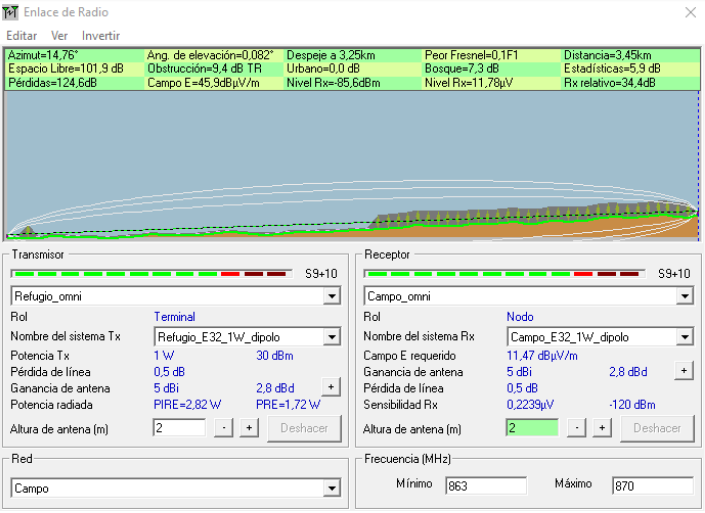 Enlace de Radio
Editar Ver Invertir
Azimut=14,76° Ang. de elevación=0,082° Despeje a 3,25km Peor Fresnel=0,1F1 Distancia=3,45km
Espacio Libre=101,9 dB Obstrucción=9,4 dB TR Urbano=0,0 dB Bosque=7,3 dB Estadísticas=5,9 dB
Pérdidas=124,6dB Campo E=45,9dBµV/m Nivel Rx=-85,6dBm Nivel Rx=11,78µV Rx relativo=34,4dB
Transmisor
S9+10
Refugio_omni
Rol Terminal
Nombre del sistema Tx Refugio_E32_1W_dipolo
Potencia Tx 1 W 30 dBm
Pérdida de línea 0,5 dB
Ganancia de antena 5 dBi 2,8 dBd +
Potencia radiada PIRE=2,82 W PRE=1,72 W
Altura de antena (m) 2 - + Deshacer
Receptor
S9+10
Campo_omni
Rol Nodo
Nombre del sistema Rx Campo_E32_1W_dipolo
Campo E requerido 11,47 dBµV/m
Ganancia de antena 5 dBi 2,8 dBd +
Pérdida de línea 0,5 dB
Sensibilidad Rx 0,2239µV -120 dBm
Altura de antena (m) 2 - + Deshacer
Red
Campo
Frecuencia (MHz)
Mínimo 863 Máximo 870